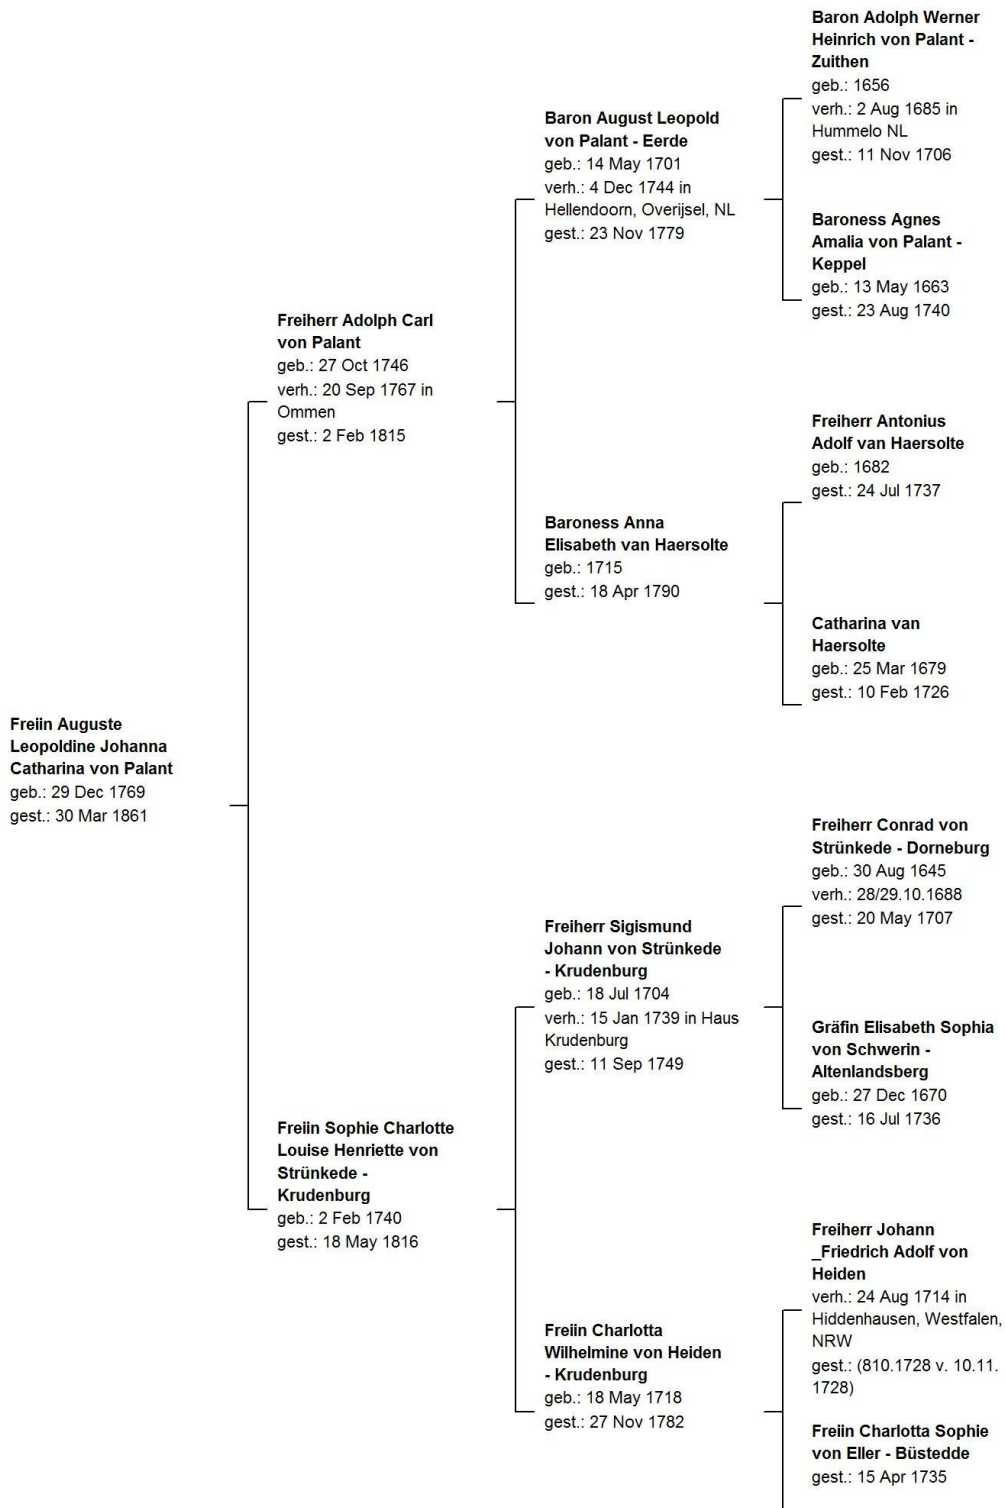 Baron Adolph Werner
Heinrich von Palant -
Zuithen
geb.: 1656
verh.: 2 Aug 1685 in
Hummelo NL
gest.: 11 Nov 1706
Baron August Leopold
von Palant - Eerde
geb.: 14 May 1701
verh.: 4 Dec 1744 in
Hellendoorn, Overijsel, NL
gest.: 23 Nov 1779
Baroness Agnes
Amalia von Palant -
Keppel
geb.: 13 May 1663
gest.: 23 Aug 1740
Freiherr Adolph Carl
von Palant
geb.: 27 Oct 1746
verh.: 20 Sep 1767 in
Ommen
gest.: 2 Feb 1815
Freiherr Antonius
Adolf van Haersolte
geb.: 1682
gest.: 24 Jul 1737
Baroness Anna
Elisabeth van Haersolte
geb.: 1715
gest.: 18 Apr 1790
Catharina van
Haersolte
geb.: 25 Mar 1679
gest.: 10 Feb 1726
Freiin Auguste
Leopoldine Johanna
Catharina von Palant
geb.: 29 Dec 1769
gest.: 30 Mar 1861
Freiherr Conrad von
Strünkede - Dorneburg
geb.: 30 Aug 1645
verh.: 28/29.10.1688
gest.: 20 May 1707
Freiherr Sigismund
Johann von Strünkede
- Krudenburg
geb.: 18 Jul 1704
verh.: 15 Jan 1739 in Haus
Krudenburg
gest.: 11 Sep 1749
Gräfin Elisabeth Sophia
von Schwerin -
Altenlandsberg
geb.: 27 Dec 1670
gest.: 16 Jul 1736
Freiin Sophie Charlotte
Louise Henriette von
Strünkede -
Krudenburg
geb.: 2 Feb 1740
gest.: 18 May 1816
Freiherr Johann
_Friedrich Adolf von
Heiden
verh.: 24 Aug 1714 in
Hiddenhausen, Westfalen,
NRW
gest.: (810.1728 v. 10.11.
1728)
Freiin Charlotta
Wilhelmine von Heiden
- Krudenburg
geb.: 18 May 1718
gest.: 27 Nov 1782
Freiin Charlotta Sophie
von Eller - Büstedde
gest.: 15 Apr 1735